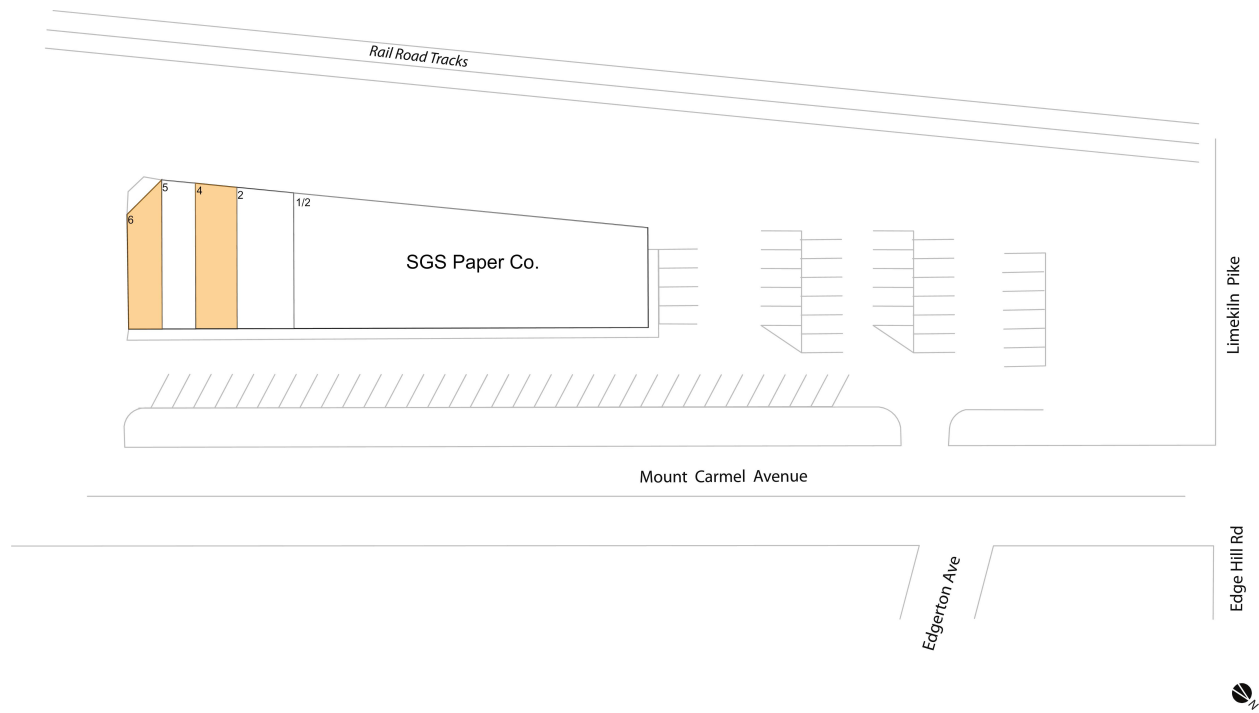 Rail Road Tracks
5
4
2
1/2
6
SGS Paper Co.
Limekiln Pike
Mount Carmel Avenue
Edge Hill Rd
Edgerton Ave
N